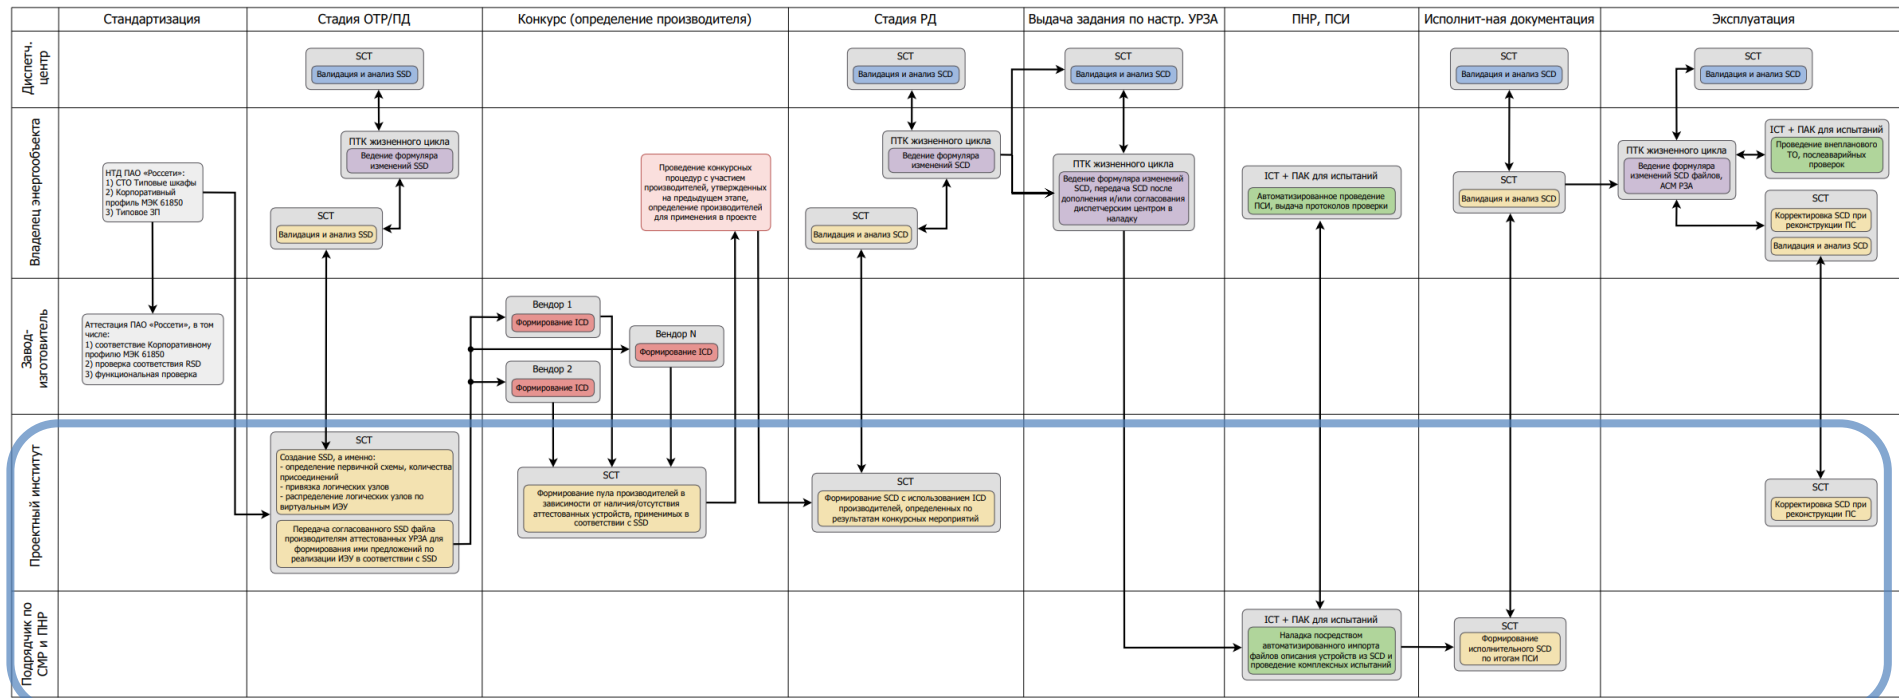 Стандартизация
Стадия ОТР/ПД
Конкурс (определение производителя)
Стадия РД
Выдача задания по настр. УРЗА
ПНР, ПСИ
Исполнит-ная документация
Эксплуатация
Диспетч.
центр
SCT
Валидация и анализ SSD
SCT
Валидация и анализ SCD
SCT
Валидация и анализ SCD
SCT
Валидация и анализ SCD
SCT
Валидация и анализ SCD
Владелец энергообъекта
НТД ПАО «Россети»:
1) СТО Типовые шкафы
2) Корпоративный
профиль МЭК 61850
3) Типовое ЗП
ПТК жизненного цикла
Ведение формуляра
изменений SSD
SCT
Валидация и анализ SSD
Проведение конкурсных
процедур с участием
производителей, утвержденных
на предыдущем этапе,
определение производителей
для применения в проекте
ПТК жизненного цикла
Ведение формуляра
изменений SCD
SCT
Валидация и анализ SCD
ПТК жизненного цикла
Ведение формуляра изменений
SCD, передача SCD после
дополнения и/или согласования
диспетчерским центром в
наладку
ICT + ПАК для испытаний
Автоматизированное проведение
ПСИ, выдача протоколов проверки
SCT
Валидация и анализ SCD
ПТК жизненного цикла
Ведение формуляра
изменений SCD файлов,
АСМ РЗА
ICT + ПАК для испытаний
Проведение внепланового
ТО, послеаварийных
проверок
SCT
Корректировка SCD при
реконструкции ПС
Валидация и анализ SCD
Завод-
изготовитель
Аттестация ПАО «Россети», в том
числе:
1) соответствие Корпоративному
профилю МЭК 61850
2) проверка соответствия RSD
3) функциональная проверка
Вендор 1
Формирование ICD
Вендор N
Формирование ICD
Вендор 2
Формирование ICD
Проектный институт
SCT
Создание SSD, а именно:
- определение первичной схемы, количества
присоединений
- привязка логических узлов
- распределение логических узлов по
виртуальным ИЭУ
Передача согласованного SSD файла
производителям аттестованных УРЗА для
формирования ими предложений по
реализации ИЭУ в соответствии с SSD
SCT
Формирование пула производителей в
зависимости от наличия/отсутствия
аттестованных устройств, применимых в
соответствии с SSD
SCT
Формирование SCD с использованием ICD
производителей, определенных по
результатам конкурсных мероприятий
SCT
Корректировка SCD при
реконструкции ПС
Подрядчик по
СМР и ПНР
ICT + ПАК для испытаний
Наладка посредством
автоматизированного импорта
файлов описания устройств из SCD и
проведение комплексных испытаний
SCT
Формирование
исполнительного SCD
по итогам ПСИ